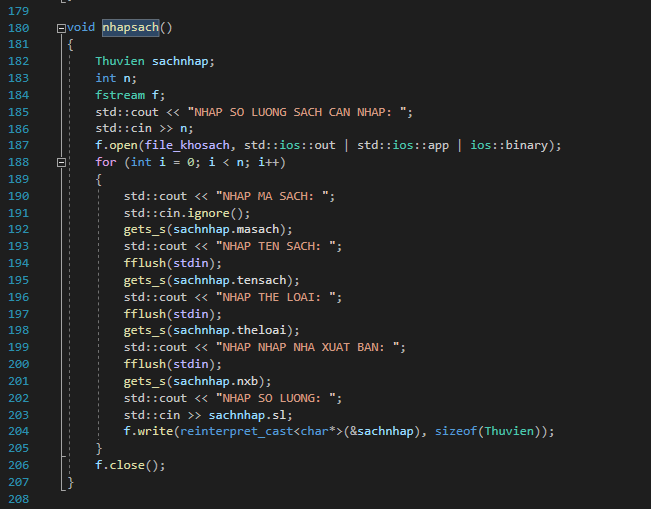 179
180 void nhapsach()
181 {
182 Thuvien sachnhap;
183 int n;
184 fstream f;
185 std::cout << "NHAP SO LUONG SACH CAN NHAP: ";
186 std::cin >> n;
187 f.open(file_khosach, std::ios::out | std::ios::app | ios::binary);
188 for (int i = 0; i < n; i++)
189 {
190 std::cout << "NHAP MA SACH: ";
191 std::cin.ignore();
192 gets_s(sachnhap.masach);
193 std::cout << "NHAP TEN SACH: ";
194 fflush(stdin);
195 gets_s(sachnhap.tensach);
196 std::cout << "NHAP THE LOAI: ";
197 fflush(stdin);
198 gets_s(sachnhap.theloai);
199 std::cout << "NHAP NHAP NHA XUAT BAN: ";
200 fflush(stdin);
201 gets_s(sachnhap.nxb);
202 std::cout << "NHAP SO LUONG: ";
203 std::cin >> sachnhap.sl;
204 f.write(reinterpret_cast<char*>(&sachnhap), sizeof(Thuvien));
205 }
206 f.close();
207 }
208